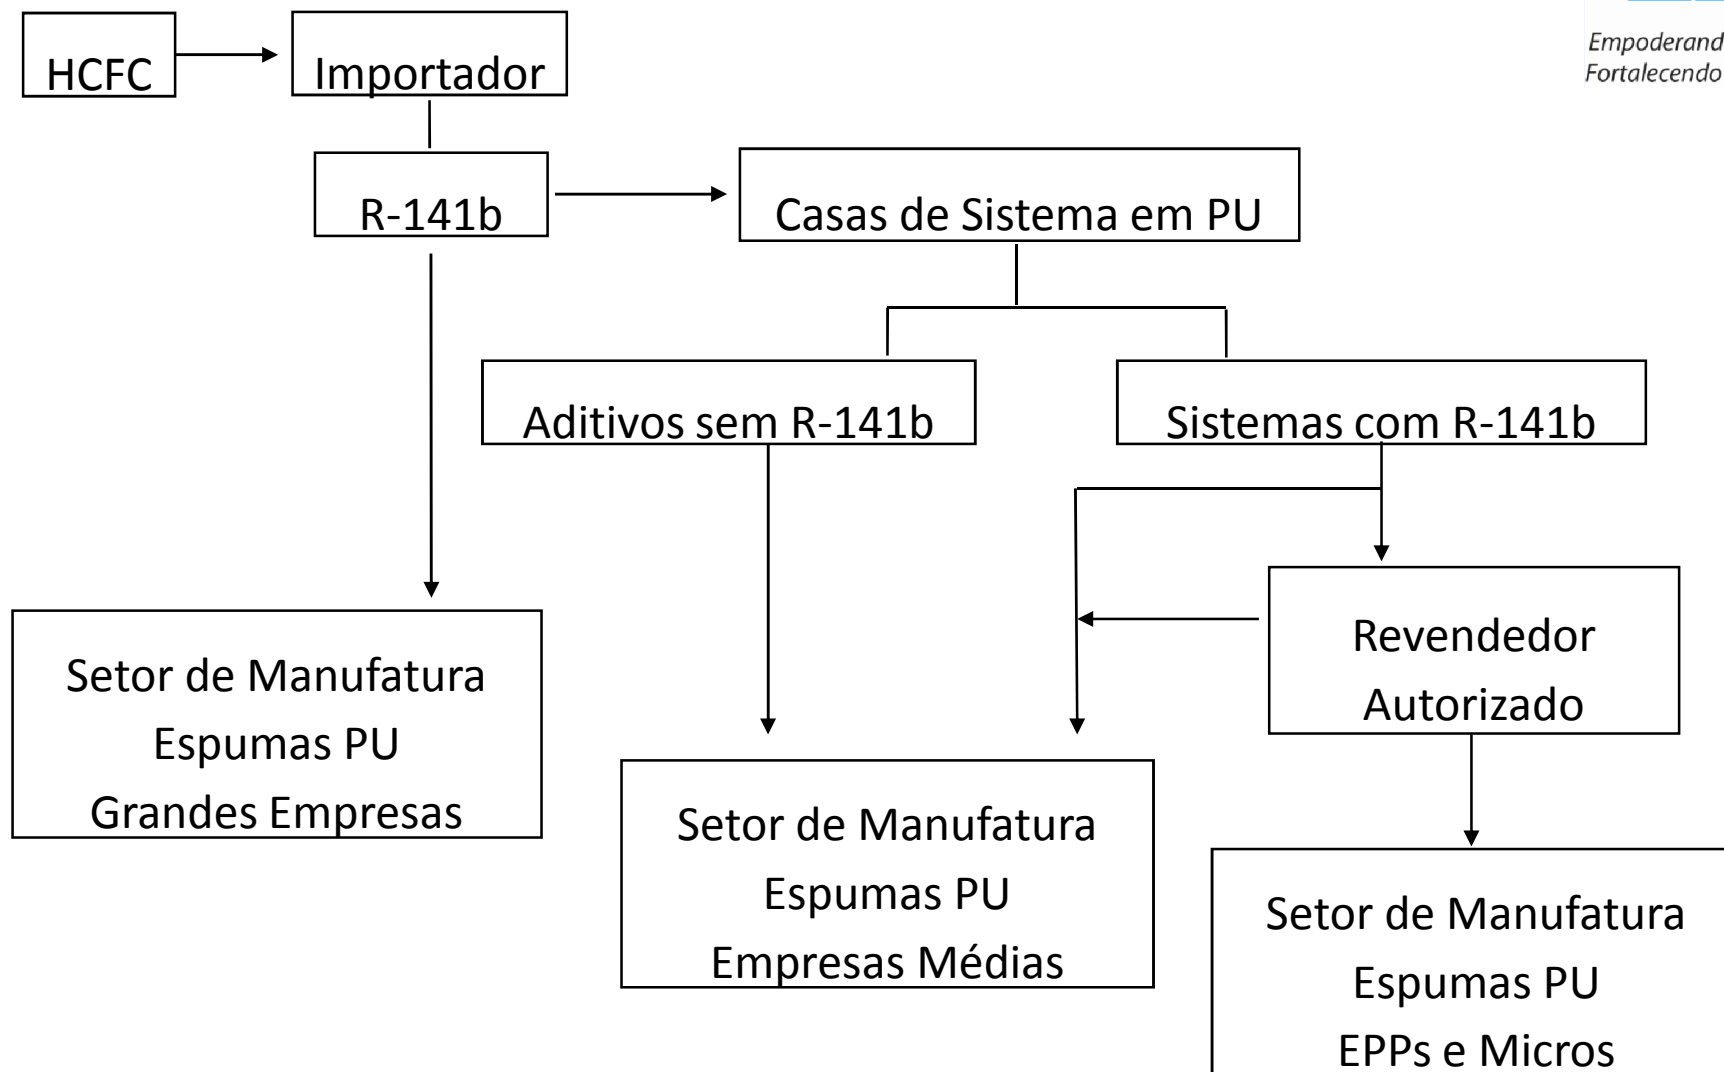 Empoderand
Fortalecendo
HCFC
Importador
R-141b
Casas de Sistema em PU
Aditivos sem R-141b
Sistemas com R-141b
Revendedor
Autorizado
Setor de Manufatura
Espumas PU
Grandes Empresas
Setor de Manufatura
Espumas PU
Empresas Médias
Setor de Manufatura
Espumas PU
EPPs e Micros